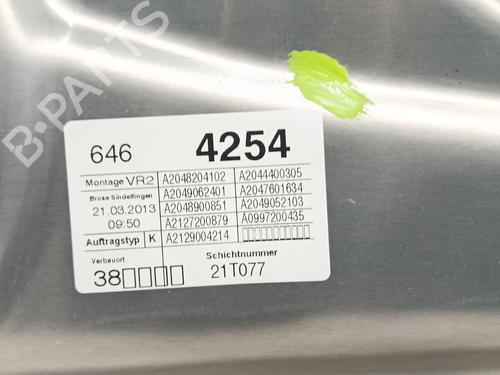 B-PARTS
646 4254
Montage VR2 A2048204102 A2044400305
Brose Sindelfingen A2049062401 A2047601634
21.03.2013 A2048900851 A2049052103
09:50 A2127200879 A0997200435
Auftragstyp K A2129004214 ▯▯▯▯▯▯▯▯▯▯
Verbauort Schichtnummer
38▯▯▯▯ 21T077